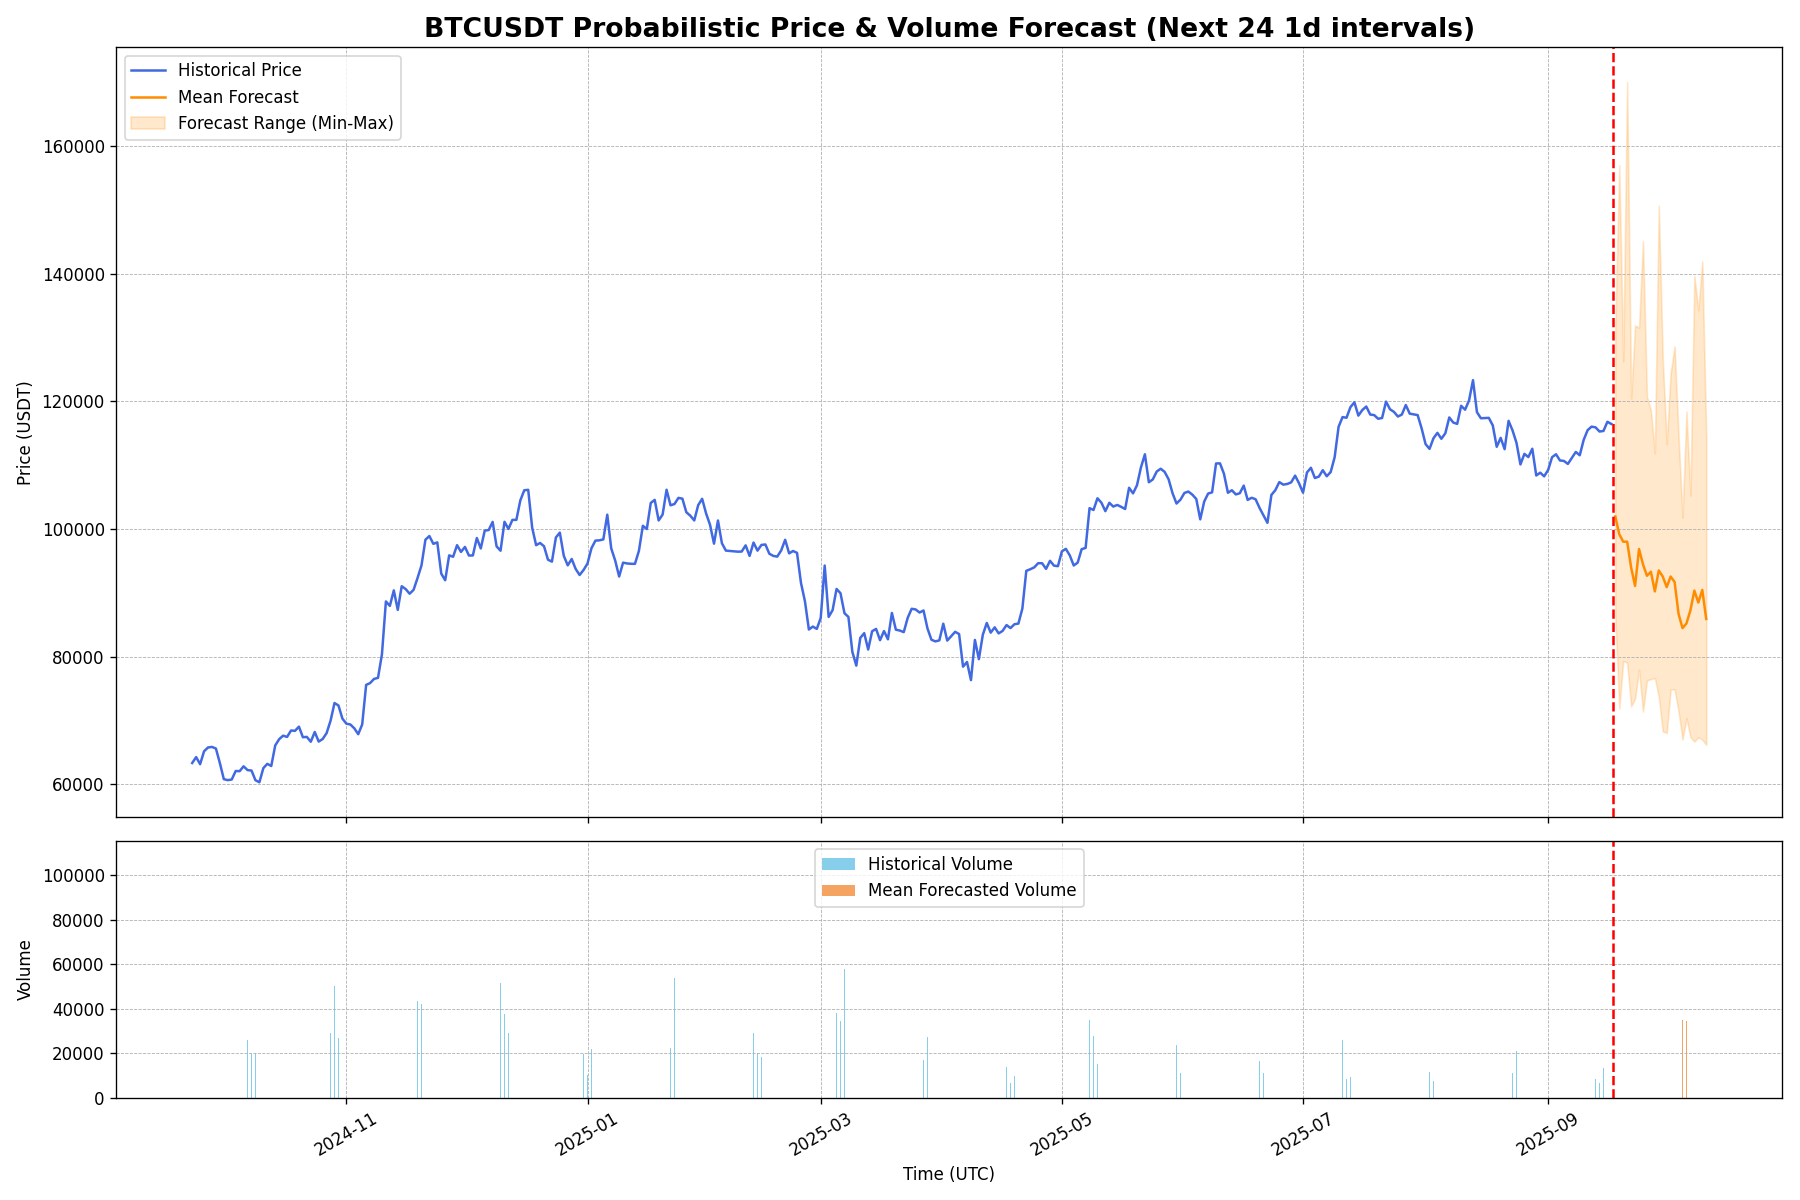 BTCUSDT Probabilistic Price & Volume Forecast (Next 24 1d intervals)
Historical Price
Mean Forecast
Forecast Range (Min-Max)
Price (USDT)
160000
140000
120000
100000
80000
60000
Historical Volume
Mean Forecasted Volume
Volume
100000
80000
60000
40000
20000
0
2024-11
2025-01
2025-03
2025-05
2025-07
2025-09
Time (UTC)